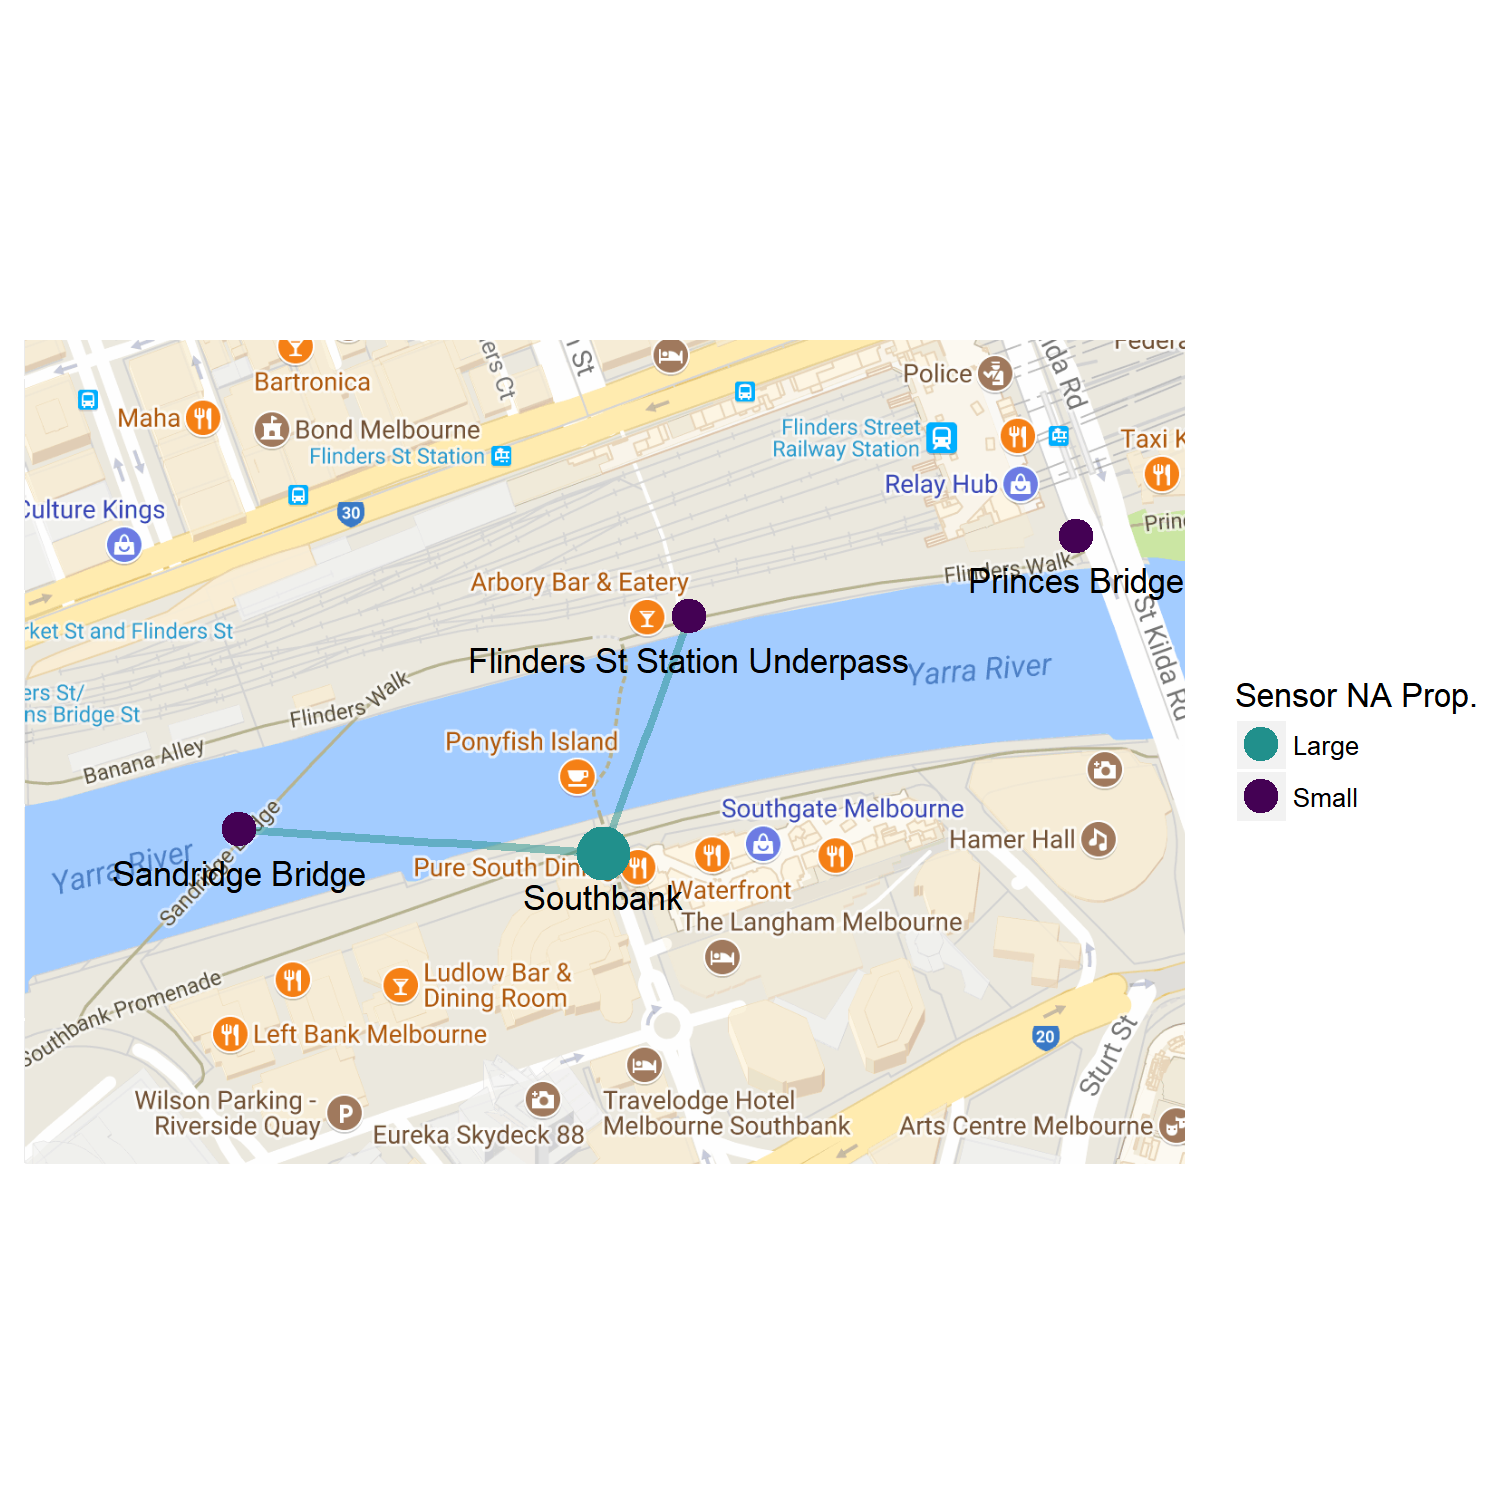 Bartronica
Maha
Bond Melbourne
Flinders St Station
ers Ct
St
Police
ilda Rd
Federa
Flinders Street
Railway Station
Taxi K
Relay Hub
Culture Kings
30
Prin
Arbory Bar & Eatery
Flinders Walk
Princes Bridge
rket St and Flinders St
St Kilda Rd
Flinders St Station Underpass
Yarra River
ers St/
ns Bridge St
Flinders Walk
Banana Alley
Ponyfish Island
Sensor NA Prop.
Large
Small
Southgate Melbourne
Hamer Hall
Yarra River
Sandridge Bridge
Sandridge Bridge
Pure South Dini
Southbank
Waterfront
The Langham Melbourne
Ludlow Bar &
Dining Room
Southbank Promenade
Left Bank Melbourne
20
Sturt St
Wilson Parking -
Riverside Quay
P
Eureka Skydeck 88
Travelodge Hotel
Melbourne Southbank
Arts Centre Melbourne